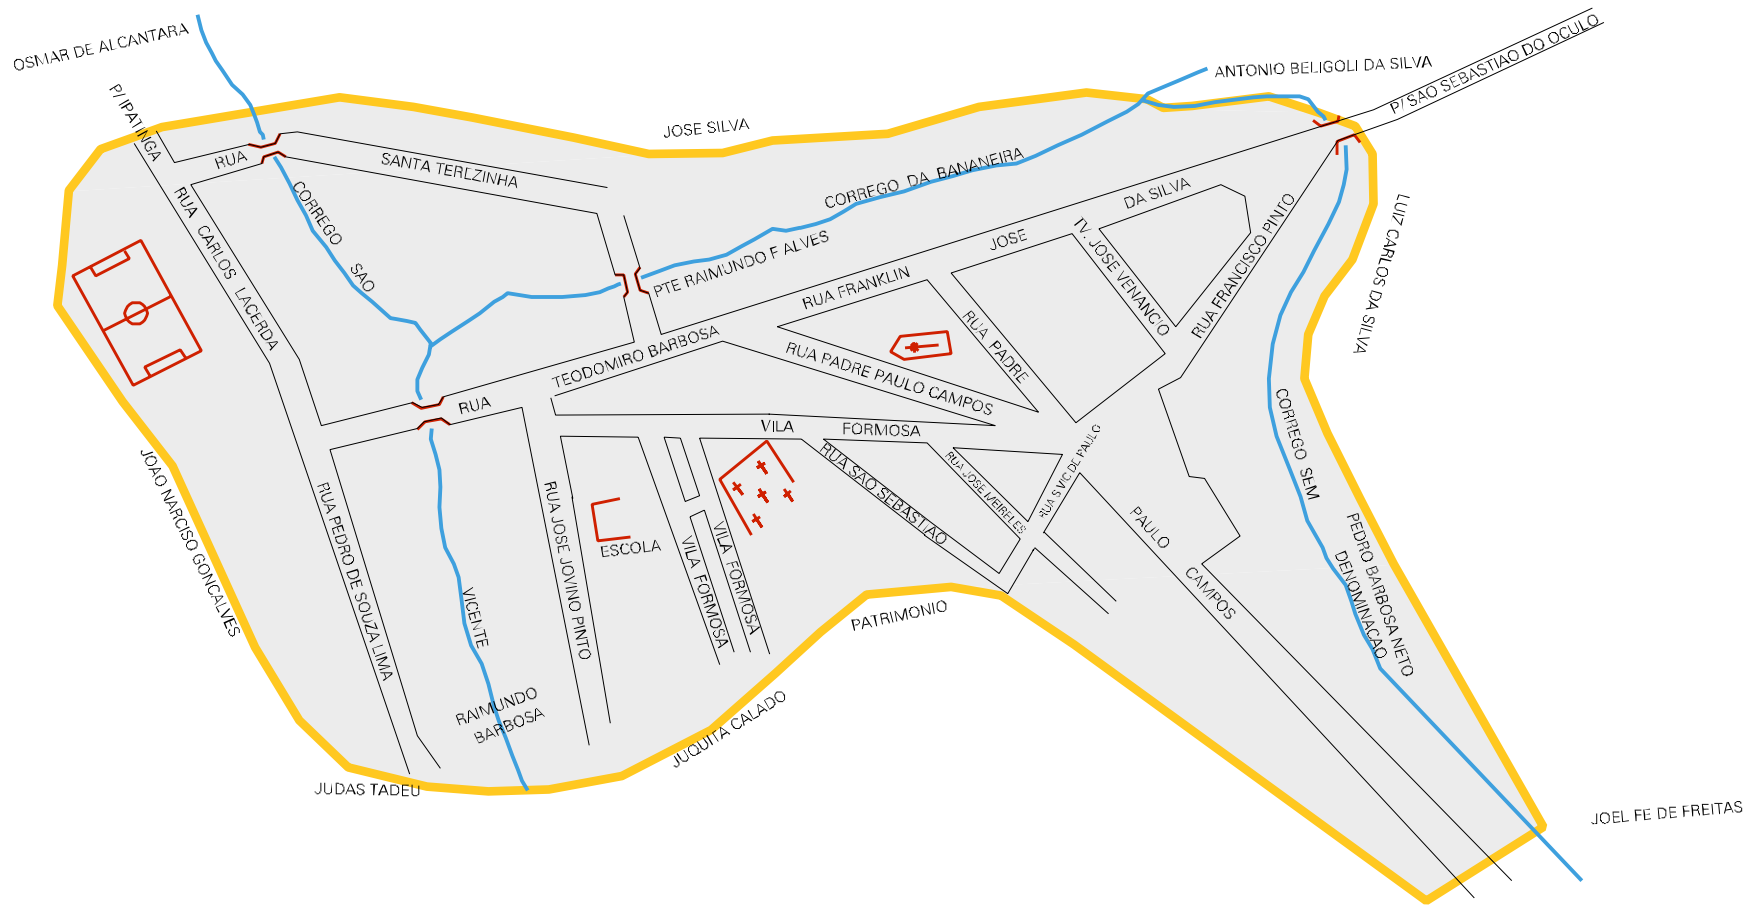 OSMAR DE ALCANTARA
P/ IPATINGA
RUA
SANTA TEREZINHA
JOSE SILVA
ANTONIO BELIGOLI DA SILVA
P/ SAO SEBASTIAO DO OCULO
CORREGO DA BANANEIRA
CORREGO
SAO
VICENTE
RUA CARLOS LACERDA
PTE RAIMUNDO F ALVES
RUA FRANKLIN
JOSE
DA SILVA
TV. JOSE VENANCIO
RUA FRANCISCO PINTO
LUIZ CARLOS DA SILVA
RUA
TEODOMIRO BARBOSA
RUA PADRE PAULO CAMPOS
RUA PADRE
PAULO
CAMPOS
VILA
FORMOSA
RUA SAO SEBASTIAO
RUA JOSE MEIRELES
RUA S VIC DE PAULO
CORREGO SEM
DENOMINACAO
PEDRO BARBOSA NETO
JOAO NARCISO GONCALVES
RUA PEDRO DE SOUZA LIMA
RUA JOSE JOVINO PINTO
ESCOLA
VILA FORMOSA
VILA FORMOSA
RAIMUNDO
BARBOSA
PATRIMONIO
JUQUITA CALADO
JUDAS TADEU
JOEL FE DE FREITAS